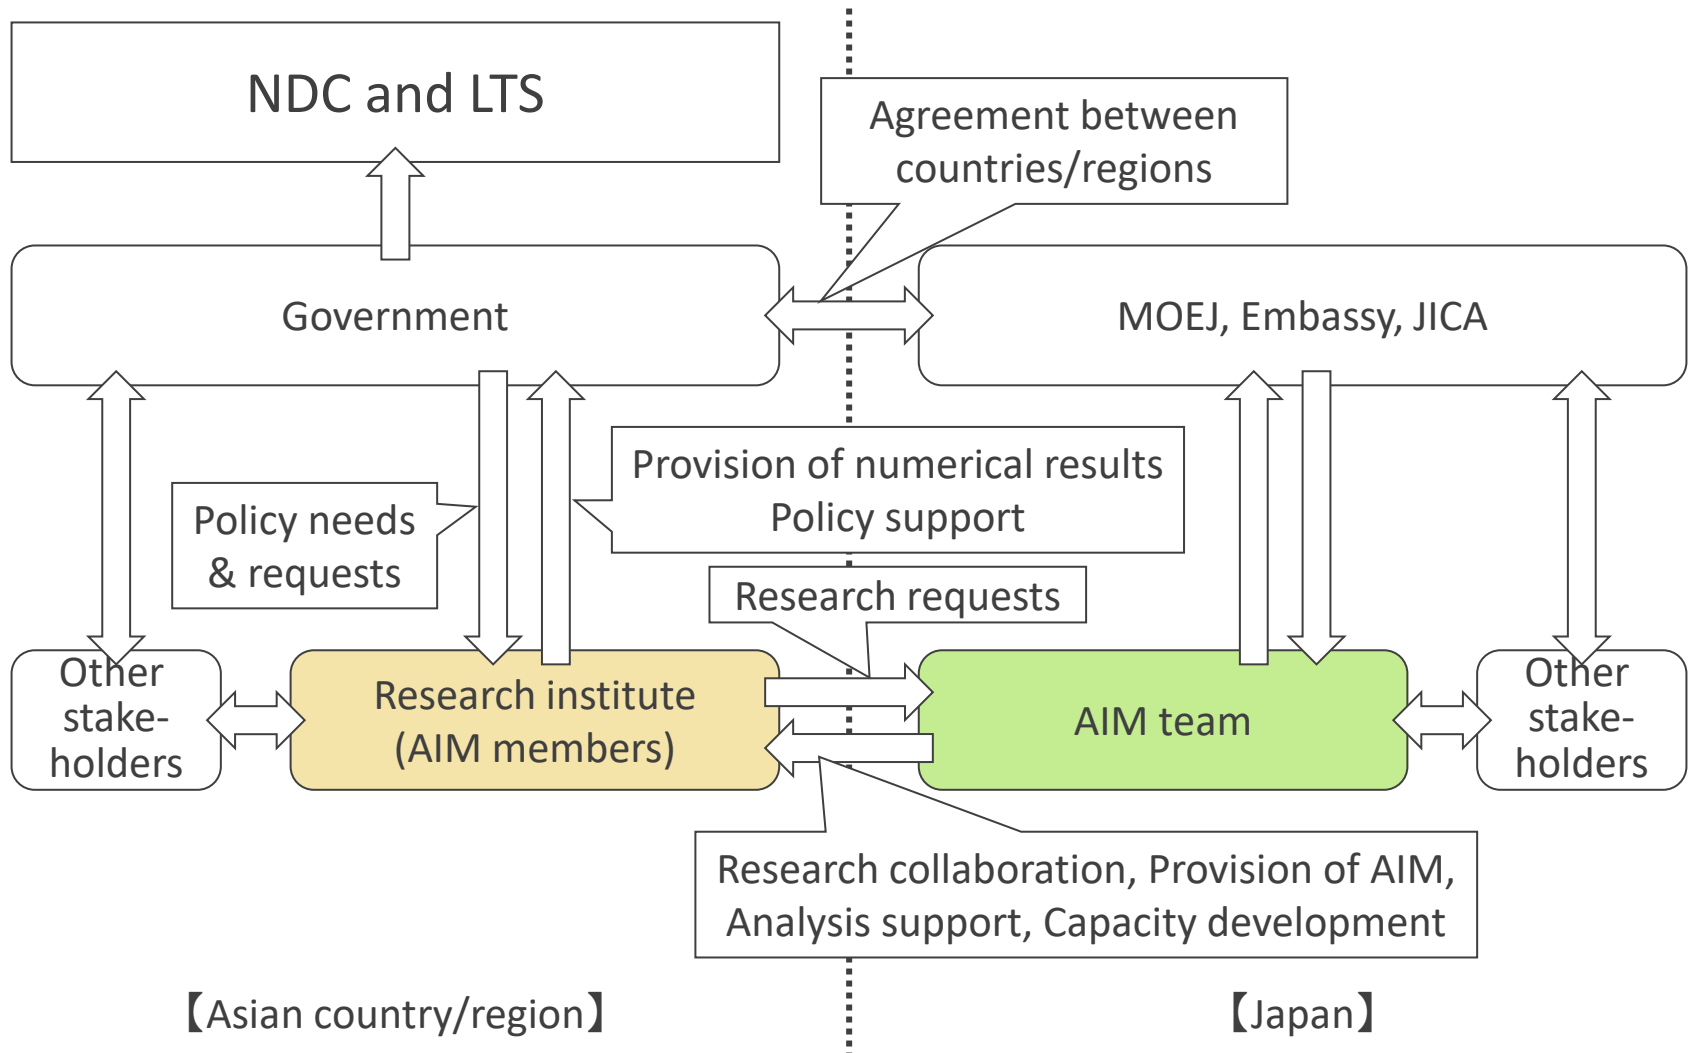 NDC and LTS
Agreement between
countries/regions
Government
MOEJ, Embassy, JICA
Provision of numerical results
Policy support
Policy needs
& requests
Research requests
Other
stake-
holders
Research institute
(AIM members)
AIM team
Other
stake-
holders
Research collaboration, Provision of AIM,
Analysis support, Capacity development
【Asian country/region】
【Japan】